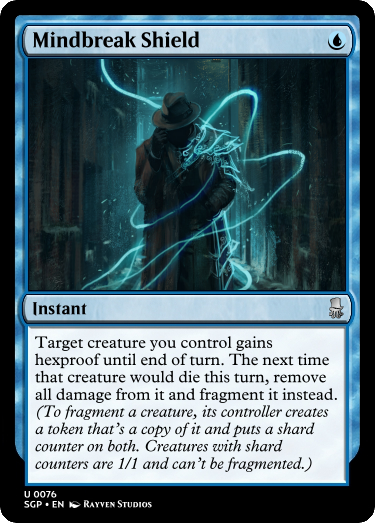 Mindbreak Shield
Instant
Target creature you control gains
hexproof until end of turn. The next time
that creature would die this turn, remove
all damage from it and fragment it instead.
(To fragment a creature, its controller creates
a token that's a copy of it and puts a shard
counter on both. Creatures with shard
counters are 1/1 and can't be fragmented.)
U 0076
SGP • EN Rayven Studios